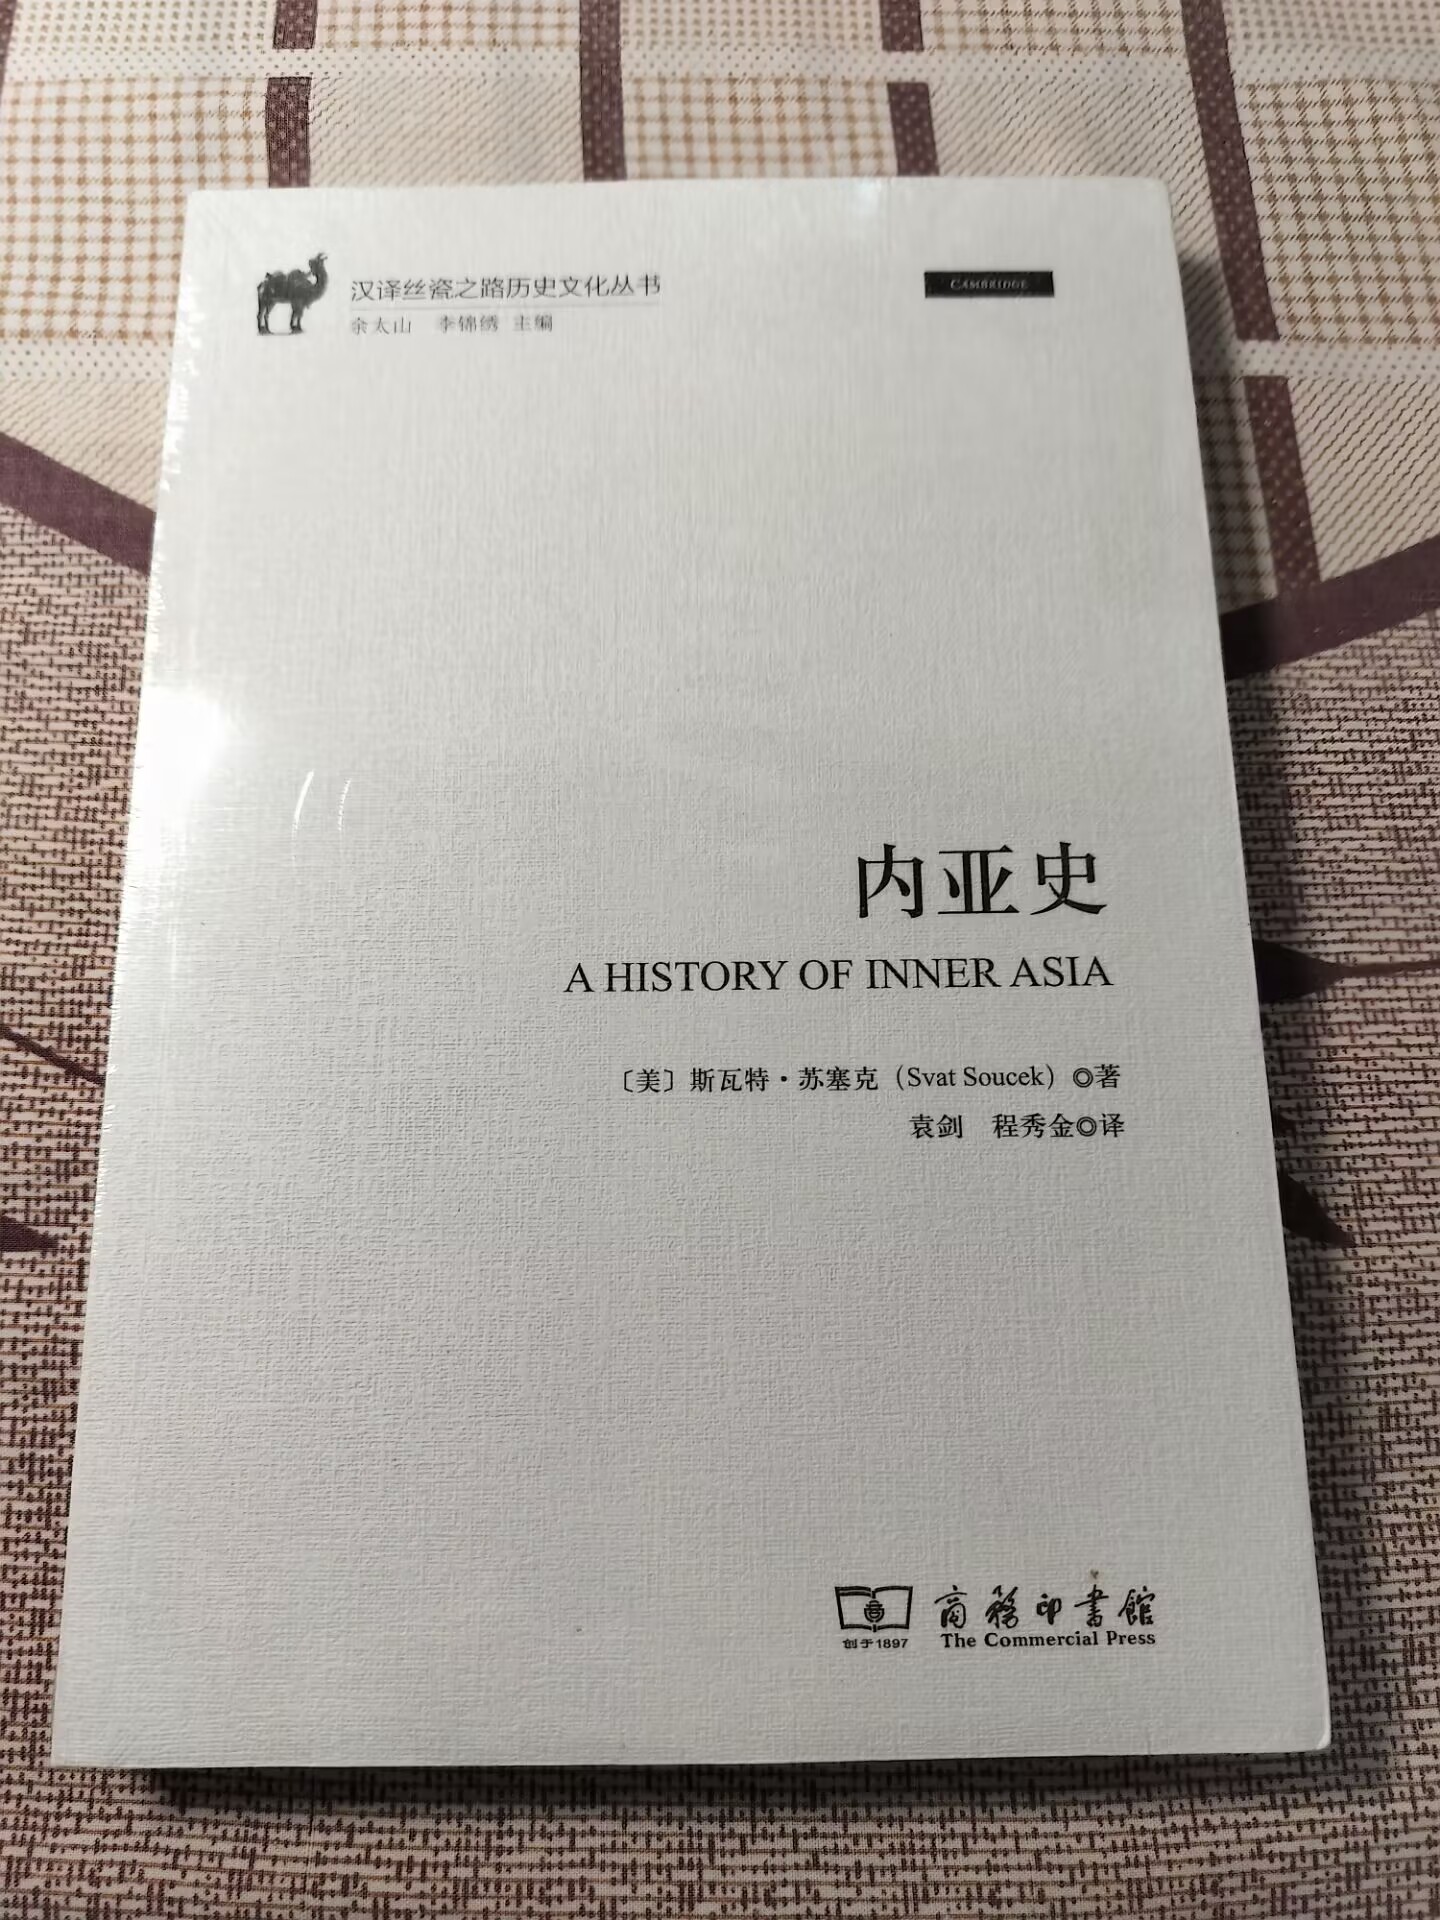 汉译丝瓷之路历史文化丛书
余太山 李锦绣 主编
CAMBRIDGE
内亚史
A HISTORY OF INNER ASIA
〔美〕斯瓦特·苏塞克（Svat Soucek）◎著
袁剑 程秀金◎译
创于1897
商務印書館
The Commercial Press